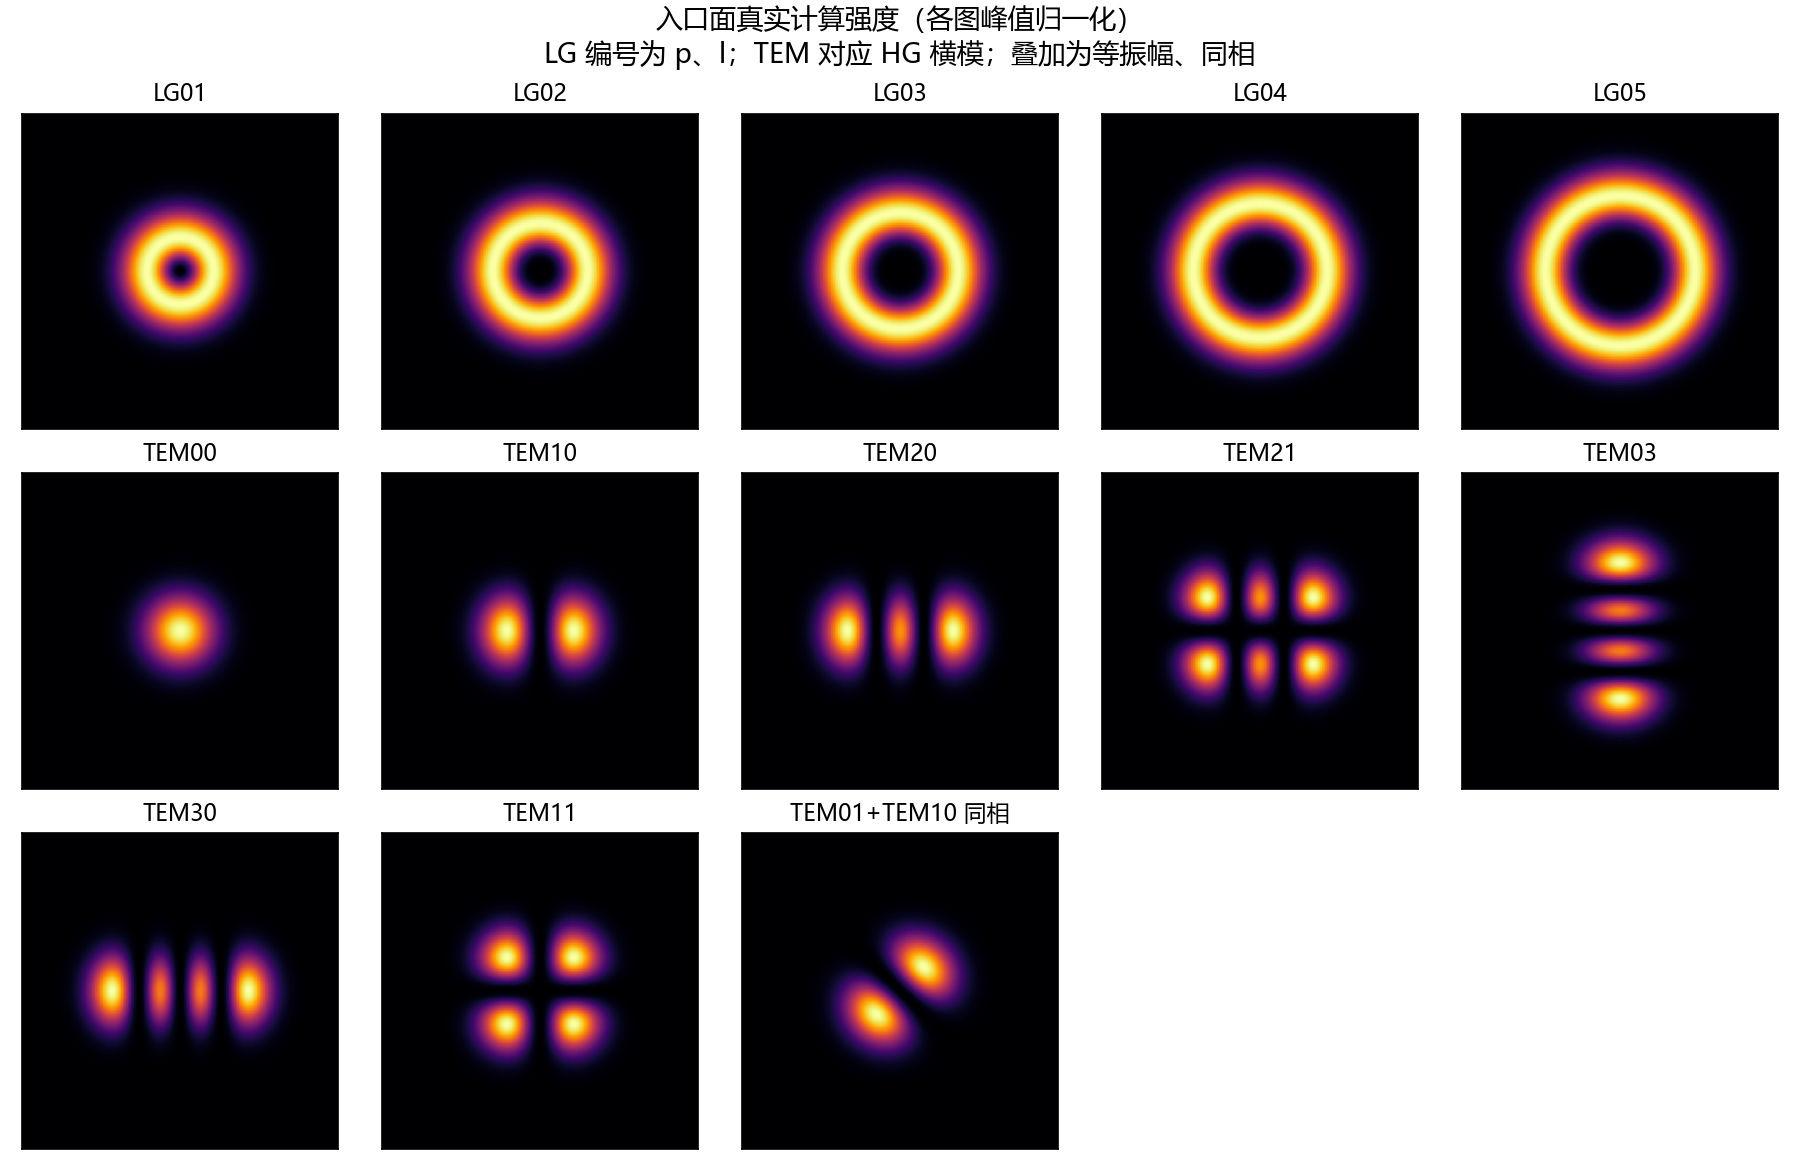 入口面真实计算强度（各图峰值归一化）
LG 编号为 p、l；TEM 对应 HG 横模；叠加为等振幅、同相
LG01
LG02
LG03
LG04
LG05
TEM00
TEM10
TEM20
TEM21
TEM03
TEM30
TEM11
TEM01+TEM10 同相